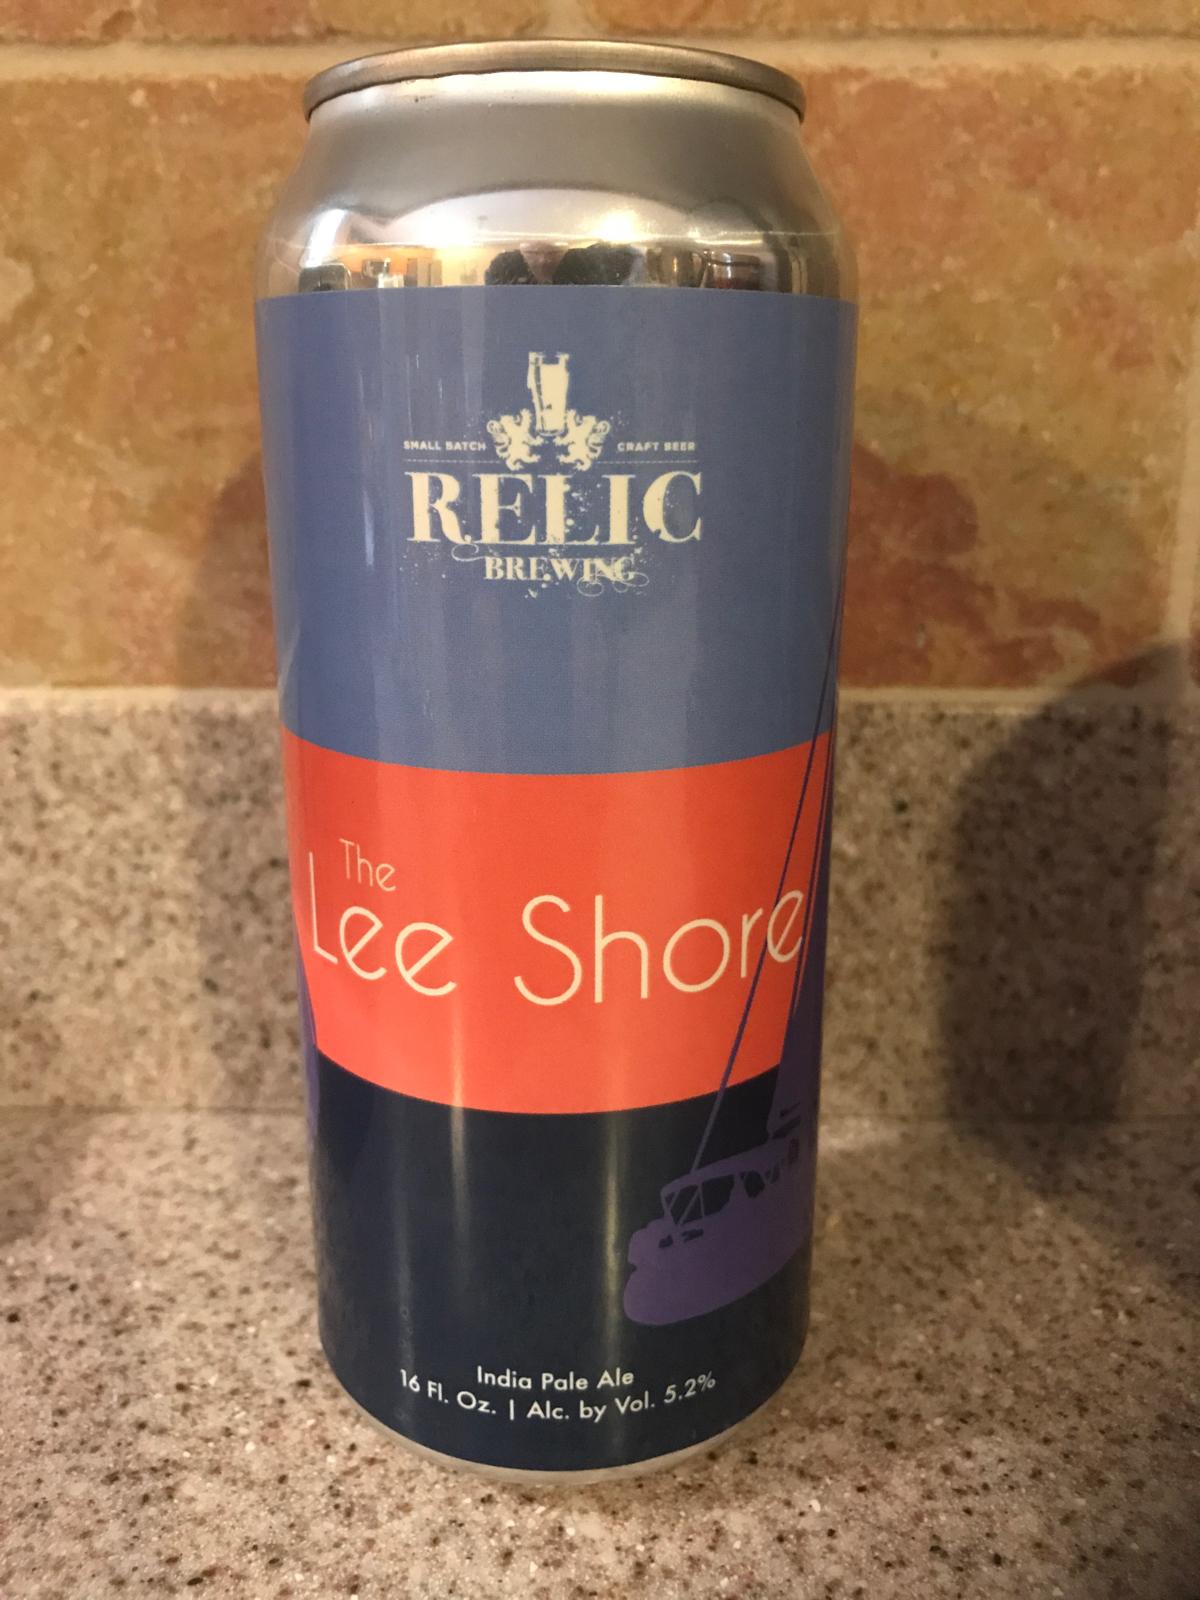 SMALL BATCH CRAFT BEER
RELIC
BREWING
The
Lee Shore
India Pale Ale
16 Fl. Oz. | Alc. by Vol. 5.2%